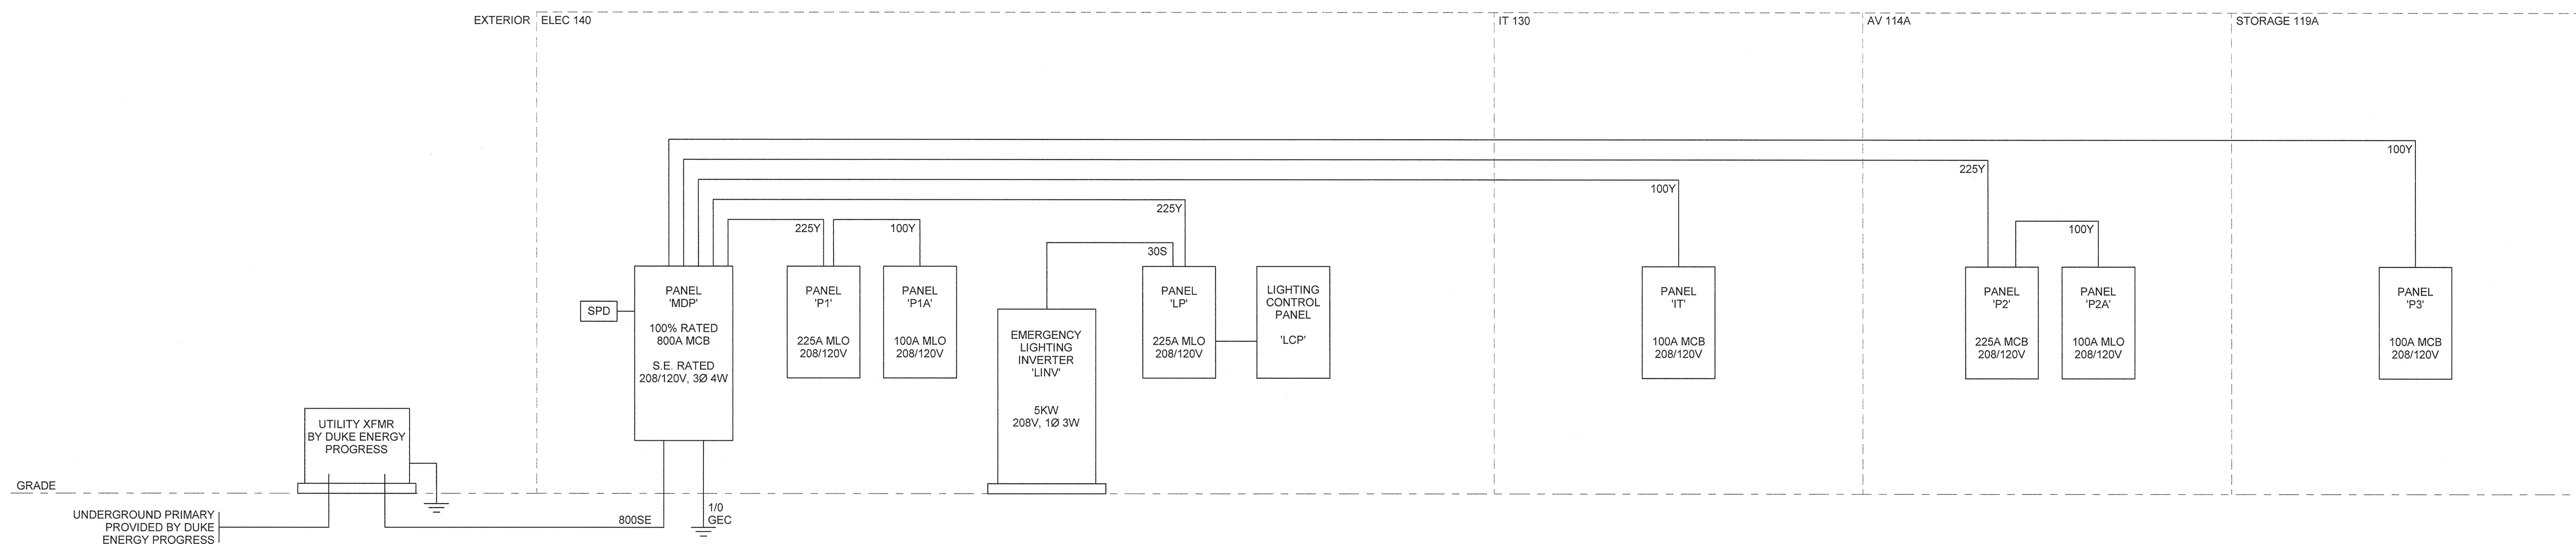 EXTERIOR
ELEC 140
IT 130
AV 114A
STORAGE 119A
100Y
225Y
100Y
225Y
225Y
100Y
30S
100Y
PANEL
'MDP'
100% RATED
800A MCB
S.E. RATED
208/120V, 3Ø 4W
SPD
PANEL
'P1'
225A MLO
208/120V
PANEL
'P1A'
100A MLO
208/120V
EMERGENCY
LIGHTING
INVERTER
'LINV'
5KW
208V, 1Ø 3W
PANEL
'LP'
225A MLO
208/120V
LIGHTING
CONTROL
PANEL
'LCP'
PANEL
'IT'
100A MCB
208/120V
PANEL
'P2'
225A MCB
208/120V
PANEL
'P2A'
100A MLO
208/120V
PANEL
'P3'
100A MCB
208/120V
UTILITY XFMR
BY DUKE ENERGY
PROGRESS
GRADE
UNDERGROUND PRIMARY
PROVIDED BY DUKE
ENERGY PROGRESS
800SE
1/0
GEC